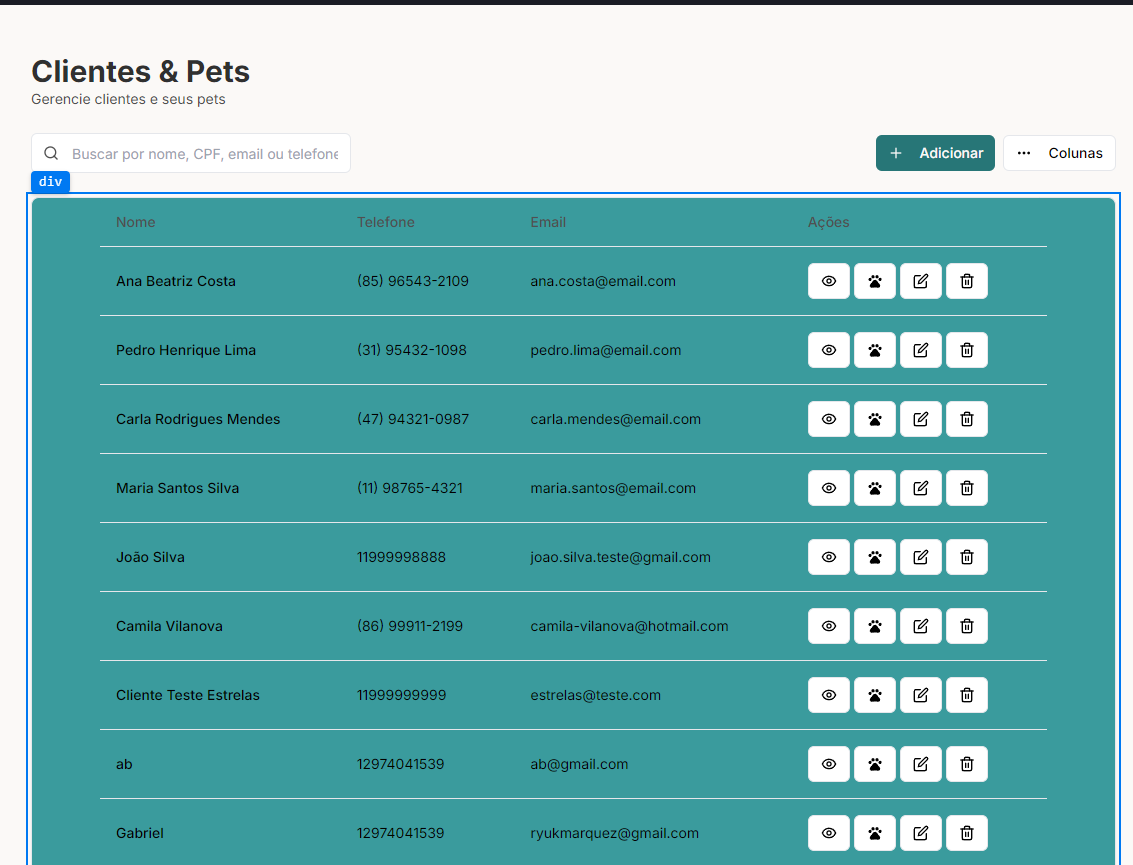 Clientes & Pets
Gerencie clientes e seus pets
Buscar por nome, CPF, email ou telefone
Adicionar
Colunas
div
Nome Telefone Email Ações
Ana Beatriz Costa (85) 96543-2109 ana.costa@email.com
Pedro Henrique Lima (31) 95432-1098 pedro.lima@email.com
Carla Rodrigues Mendes (47) 94321-0987 carla.mendes@email.com
Maria Santos Silva (11) 98765-4321 maria.santos@email.com
João Silva 11999998888 joao.silva.teste@gmail.com
Camila Vilanova (86) 99911-2199 camila-vilanova@hotmail.com
Cliente Teste Estrelas 11999999999 estrelas@teste.com
ab 12974041539 ab@gmail.com
Gabriel 12974041539 ryukmarquez@gmail.com